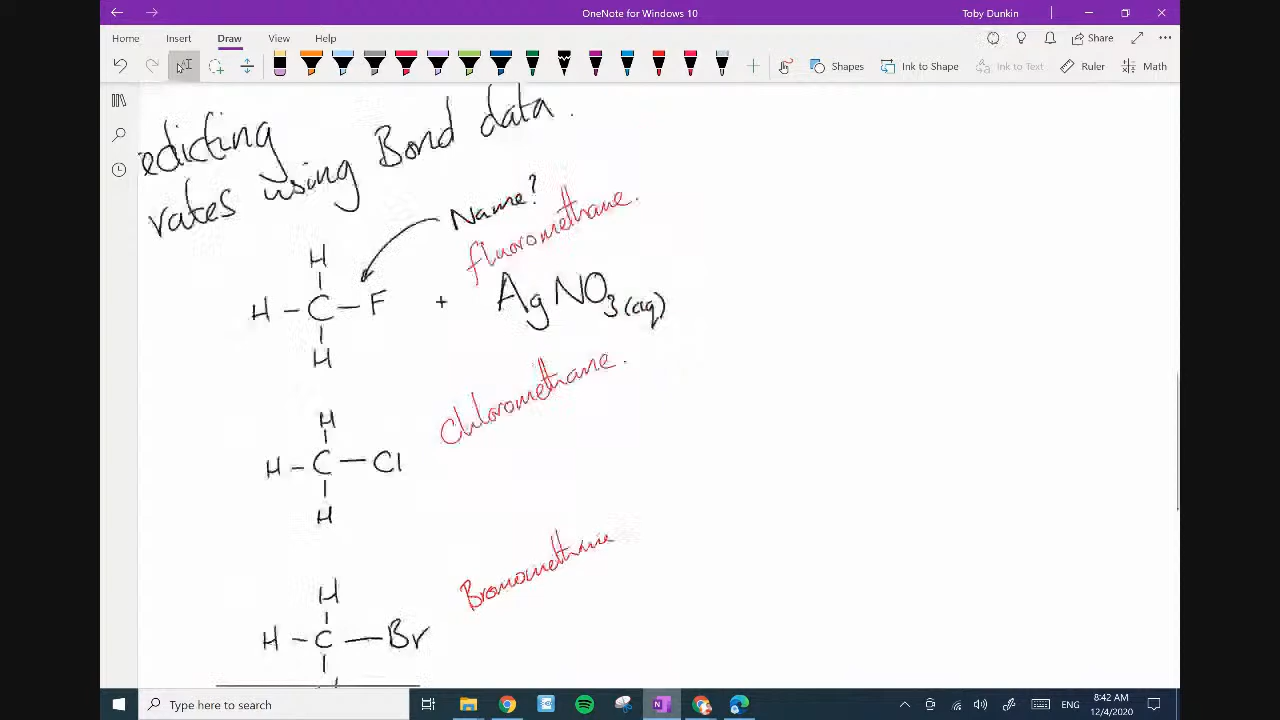 OneNote for Windows 10
Toby Dunkin
Home Insert Draw View Help
Share
Shapes Ink to Shape Ink to Text Ruler Math
edicting
rates using Bond data.
Name?
fluoromethane.
H
H - C - F + AgNO3(aq)
H
chloromethane.
H
H - C - Cl
H
Bromomethane
H
H - C - Br
Type here to search
ENG
8:42 AM
12/4/2020